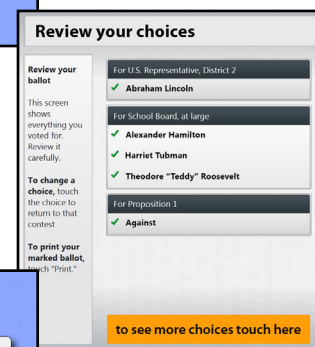 Review your choices
Review your
ballot
This screen
shows
everything you
voted for.
Review it
carefully.
To change a
choice, touch
the choice to
return to that
contest
To print your
marked ballot,
touch "Print."
For U.S. Representative, District 2
Abraham Lincoln
For School Board, at large
Alexander Hamilton
Harriet Tubman
Theodore “Teddy” Roosevelt
For Proposition 1
Against
to see more choices touch here